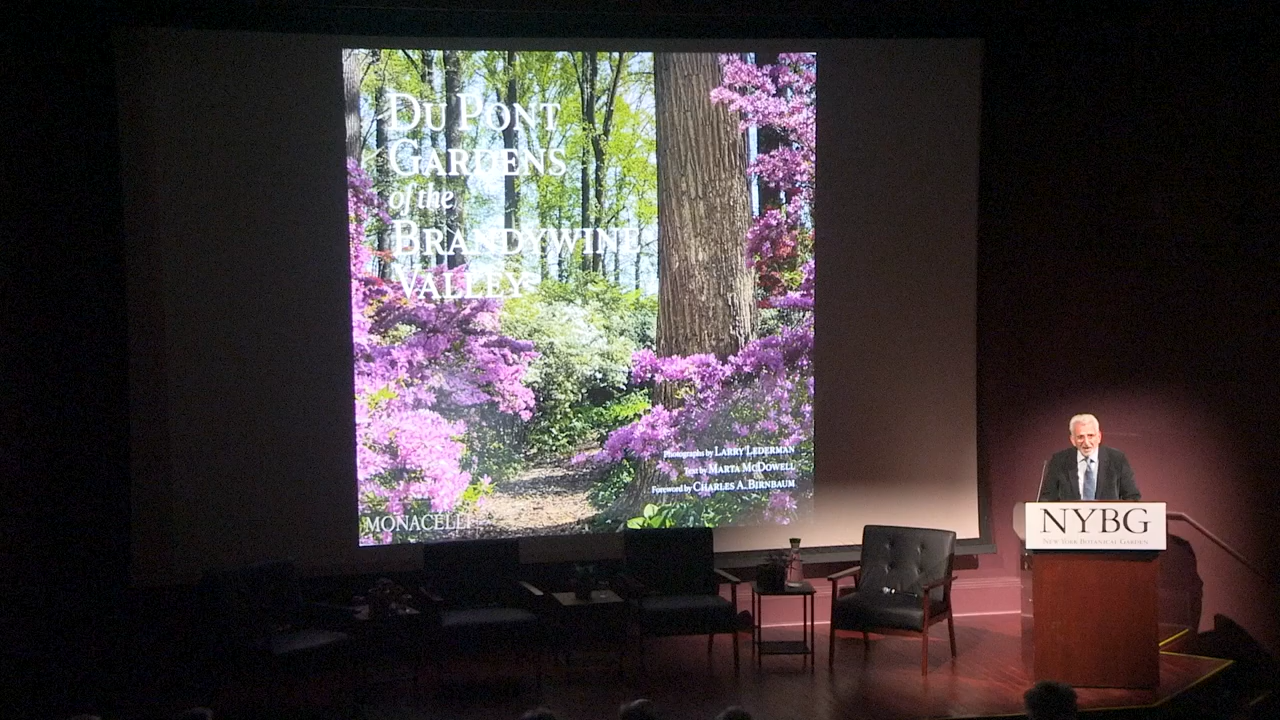 DU PONT
GARDENS
of the
BRANDYWINE
VALLEY
Photographs by LARRY LEDERMAN
Text by MARTA MCDOWELL
Foreword by CHARLES A. BIRNBAUM
MONACELLI
NYBG
NEW YORK BOTANICAL GARDEN